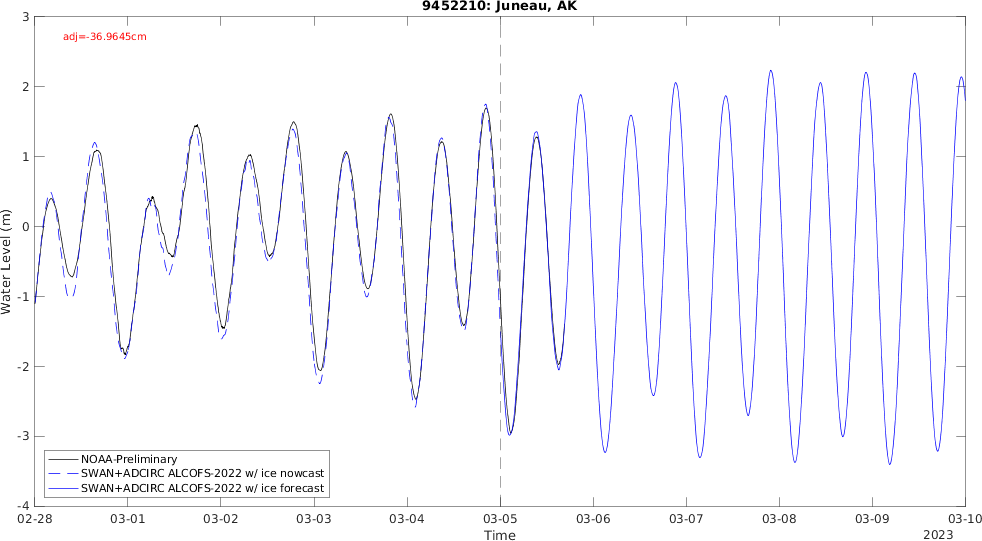 9452210: Juneau, AK
adj=-36.9645cm
3
2
1
0
-1
-2
-3
-4
Water Level (m)
NOAA-Preliminary
SWAN+ADCIRC ALCOFS-2022 w/ ice nowcast
SWAN+ADCIRC ALCOFS-2022 w/ ice forecast
02-28 03-01 03-02 03-03 03-04 03-05 03-06 03-07 03-08 03-09 03-10
Time
2023